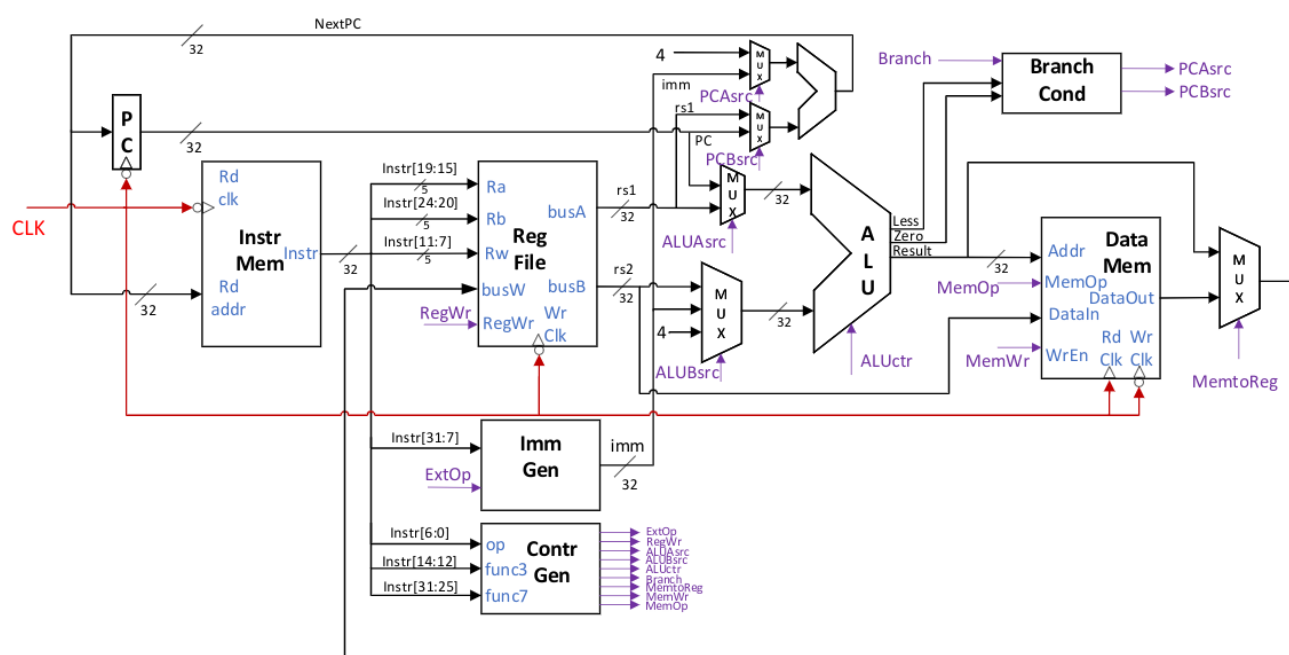 NextPC
32
4
imm
MUX
PCAsrc
rs1
MUX
PC
PCBsrc
Branch
Branch
Cond
PCAsrc
PCBsrc
PC
32
CLK
Rd
clk
Instr
Mem
Instr
Rd
addr
32
32
Instr[19:15]
5
Instr[24:20]
5
Instr[11:7]
5
Ra
Rb
Rw
busW
RegWr
RegWr
Reg
File
busA
busB
Wr
Clk
rs1
32
rs2
32
MUX
ALUAsrc
32
MUX
4
ALUBsrc
32
ALU
Less
Zero
Result
ALUctr
32
Addr
Data
Mem
MemOp
MemOp
DataOut
DataIn
Rd
Clk
Wr
Clk
MemWr
WrEn
MUX
MemtoReg
Instr[31:7]
ExtOp
Imm
Gen
imm
32
Instr[6:0]
Instr[14:12]
Instr[31:25]
op
func3
func7
Contr
Gen
ExtOp
RegWr
ALUAsrc
ALUBsrc
ALUctr
Branch
MemtoReg
MemWr
MemOp